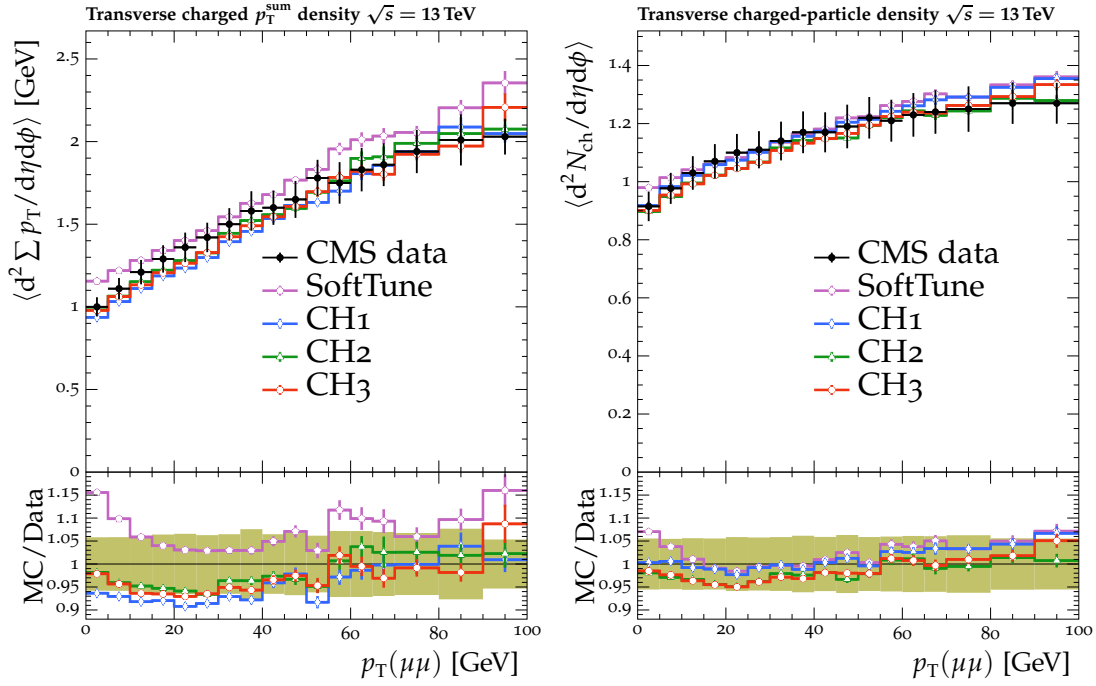 Transverse charged p_T^sum density √s = 13 TeV
⟨d² ∑ p_T / dηdϕ⟩ [GeV]
2.5
2
1.5
1
0.5
0
CMS data
SoftTune
CH1
CH2
CH3
MC/Data
1.15
1.1
1.05
1
0.95
0.9
0 20 40 60 80 100
p_T(μμ) [GeV]
Transverse charged-particle density √s = 13 TeV
⟨d² N_ch / dηdϕ⟩
1.4
1.2
1
0.8
0.6
0.4
0.2
0
CMS data
SoftTune
CH1
CH2
CH3
MC/Data
1.15
1.1
1.05
1
0.95
0.9
0 20 40 60 80 100
p_T(μμ) [GeV]